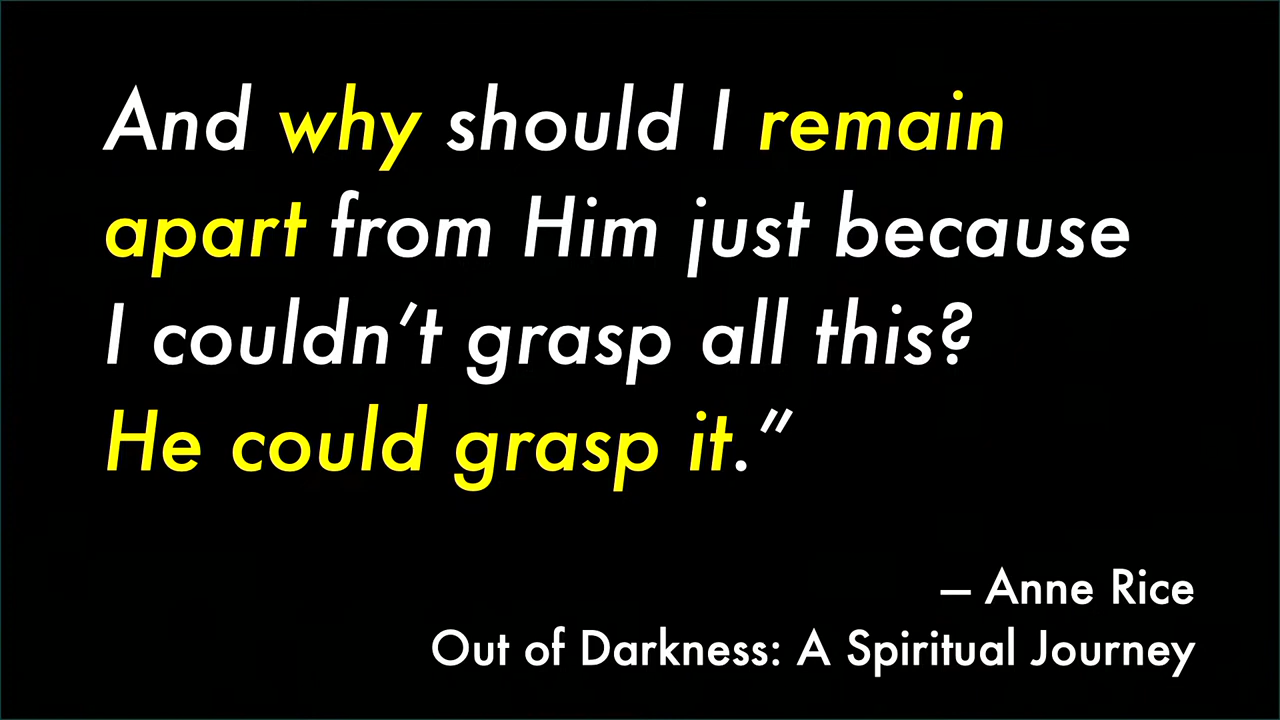 And why should I remain
apart from Him just because
I couldn’t grasp all this?
He could grasp it.”
— Anne Rice
Out of Darkness: A Spiritual Journey